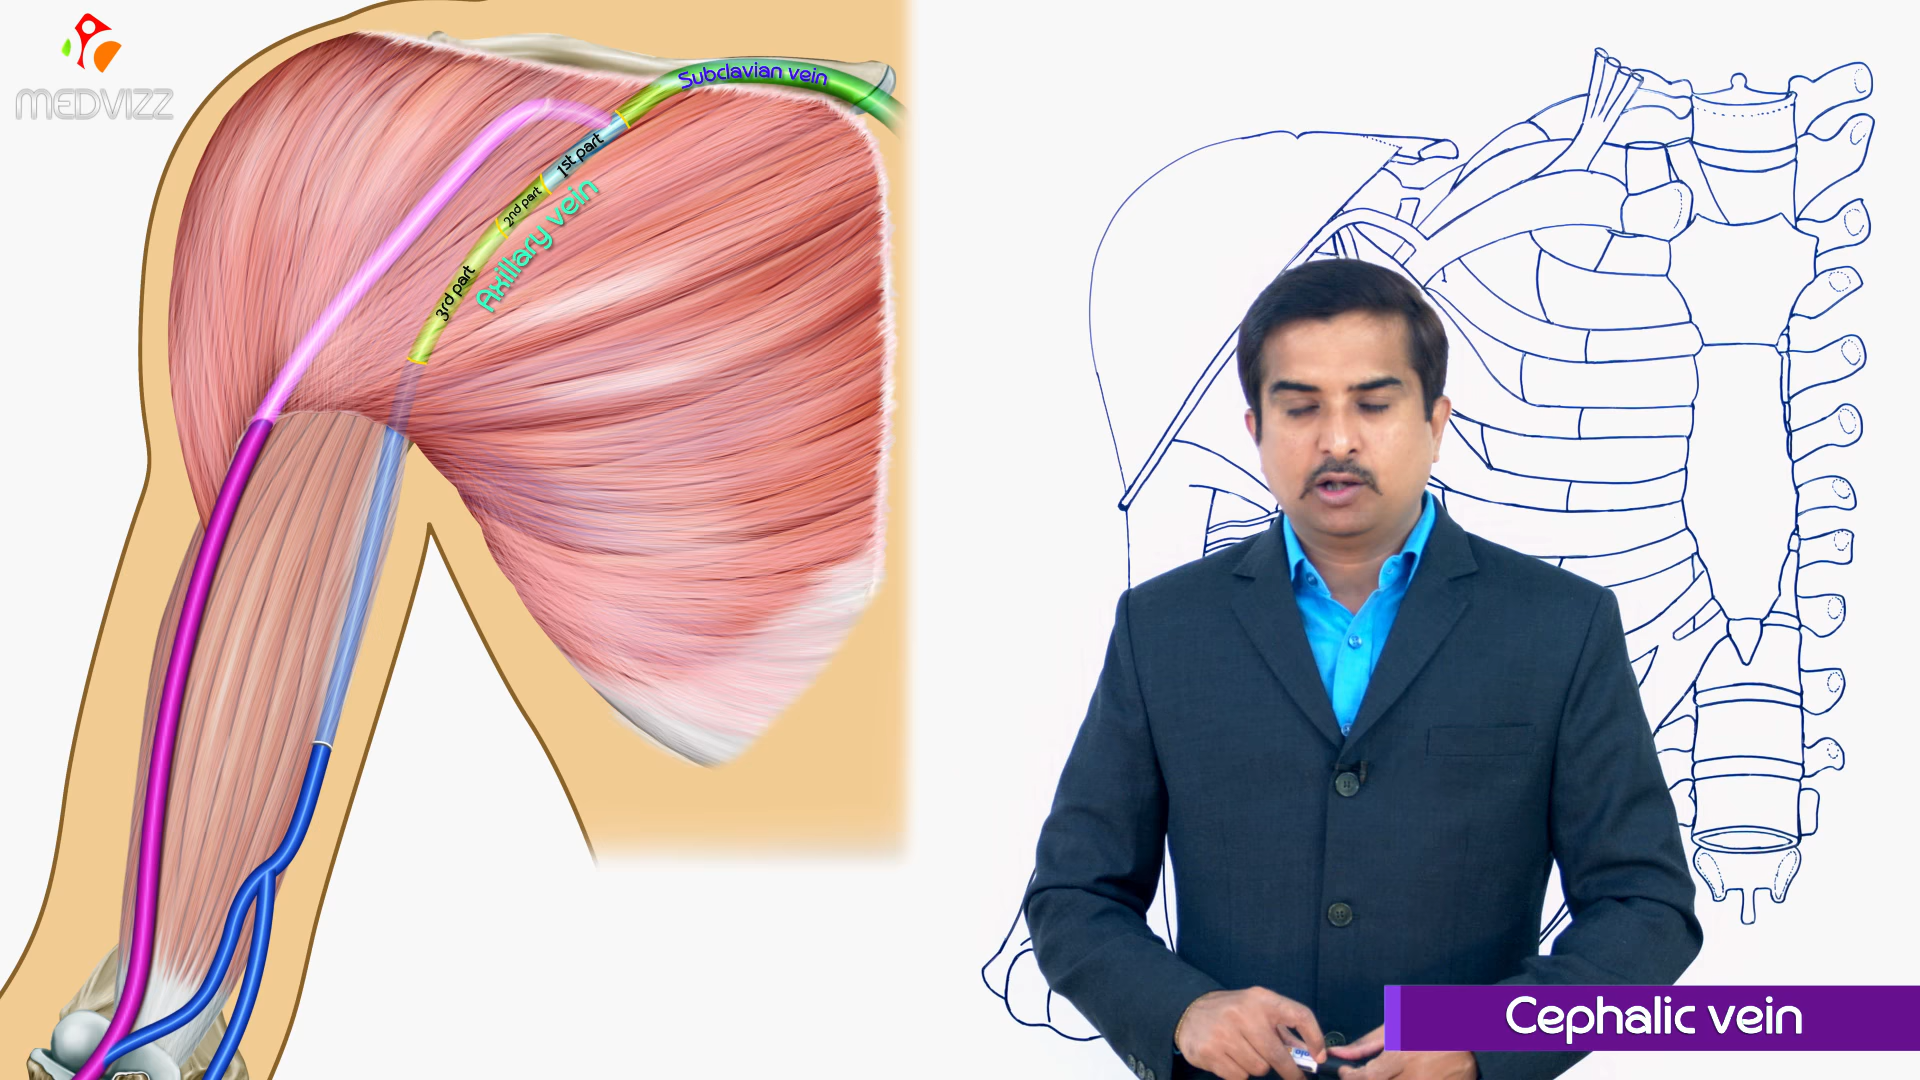 MEDVIZZ
Subclavian vein
1st part
2nd part
Axillary vein
3rd part
Cephalic vein